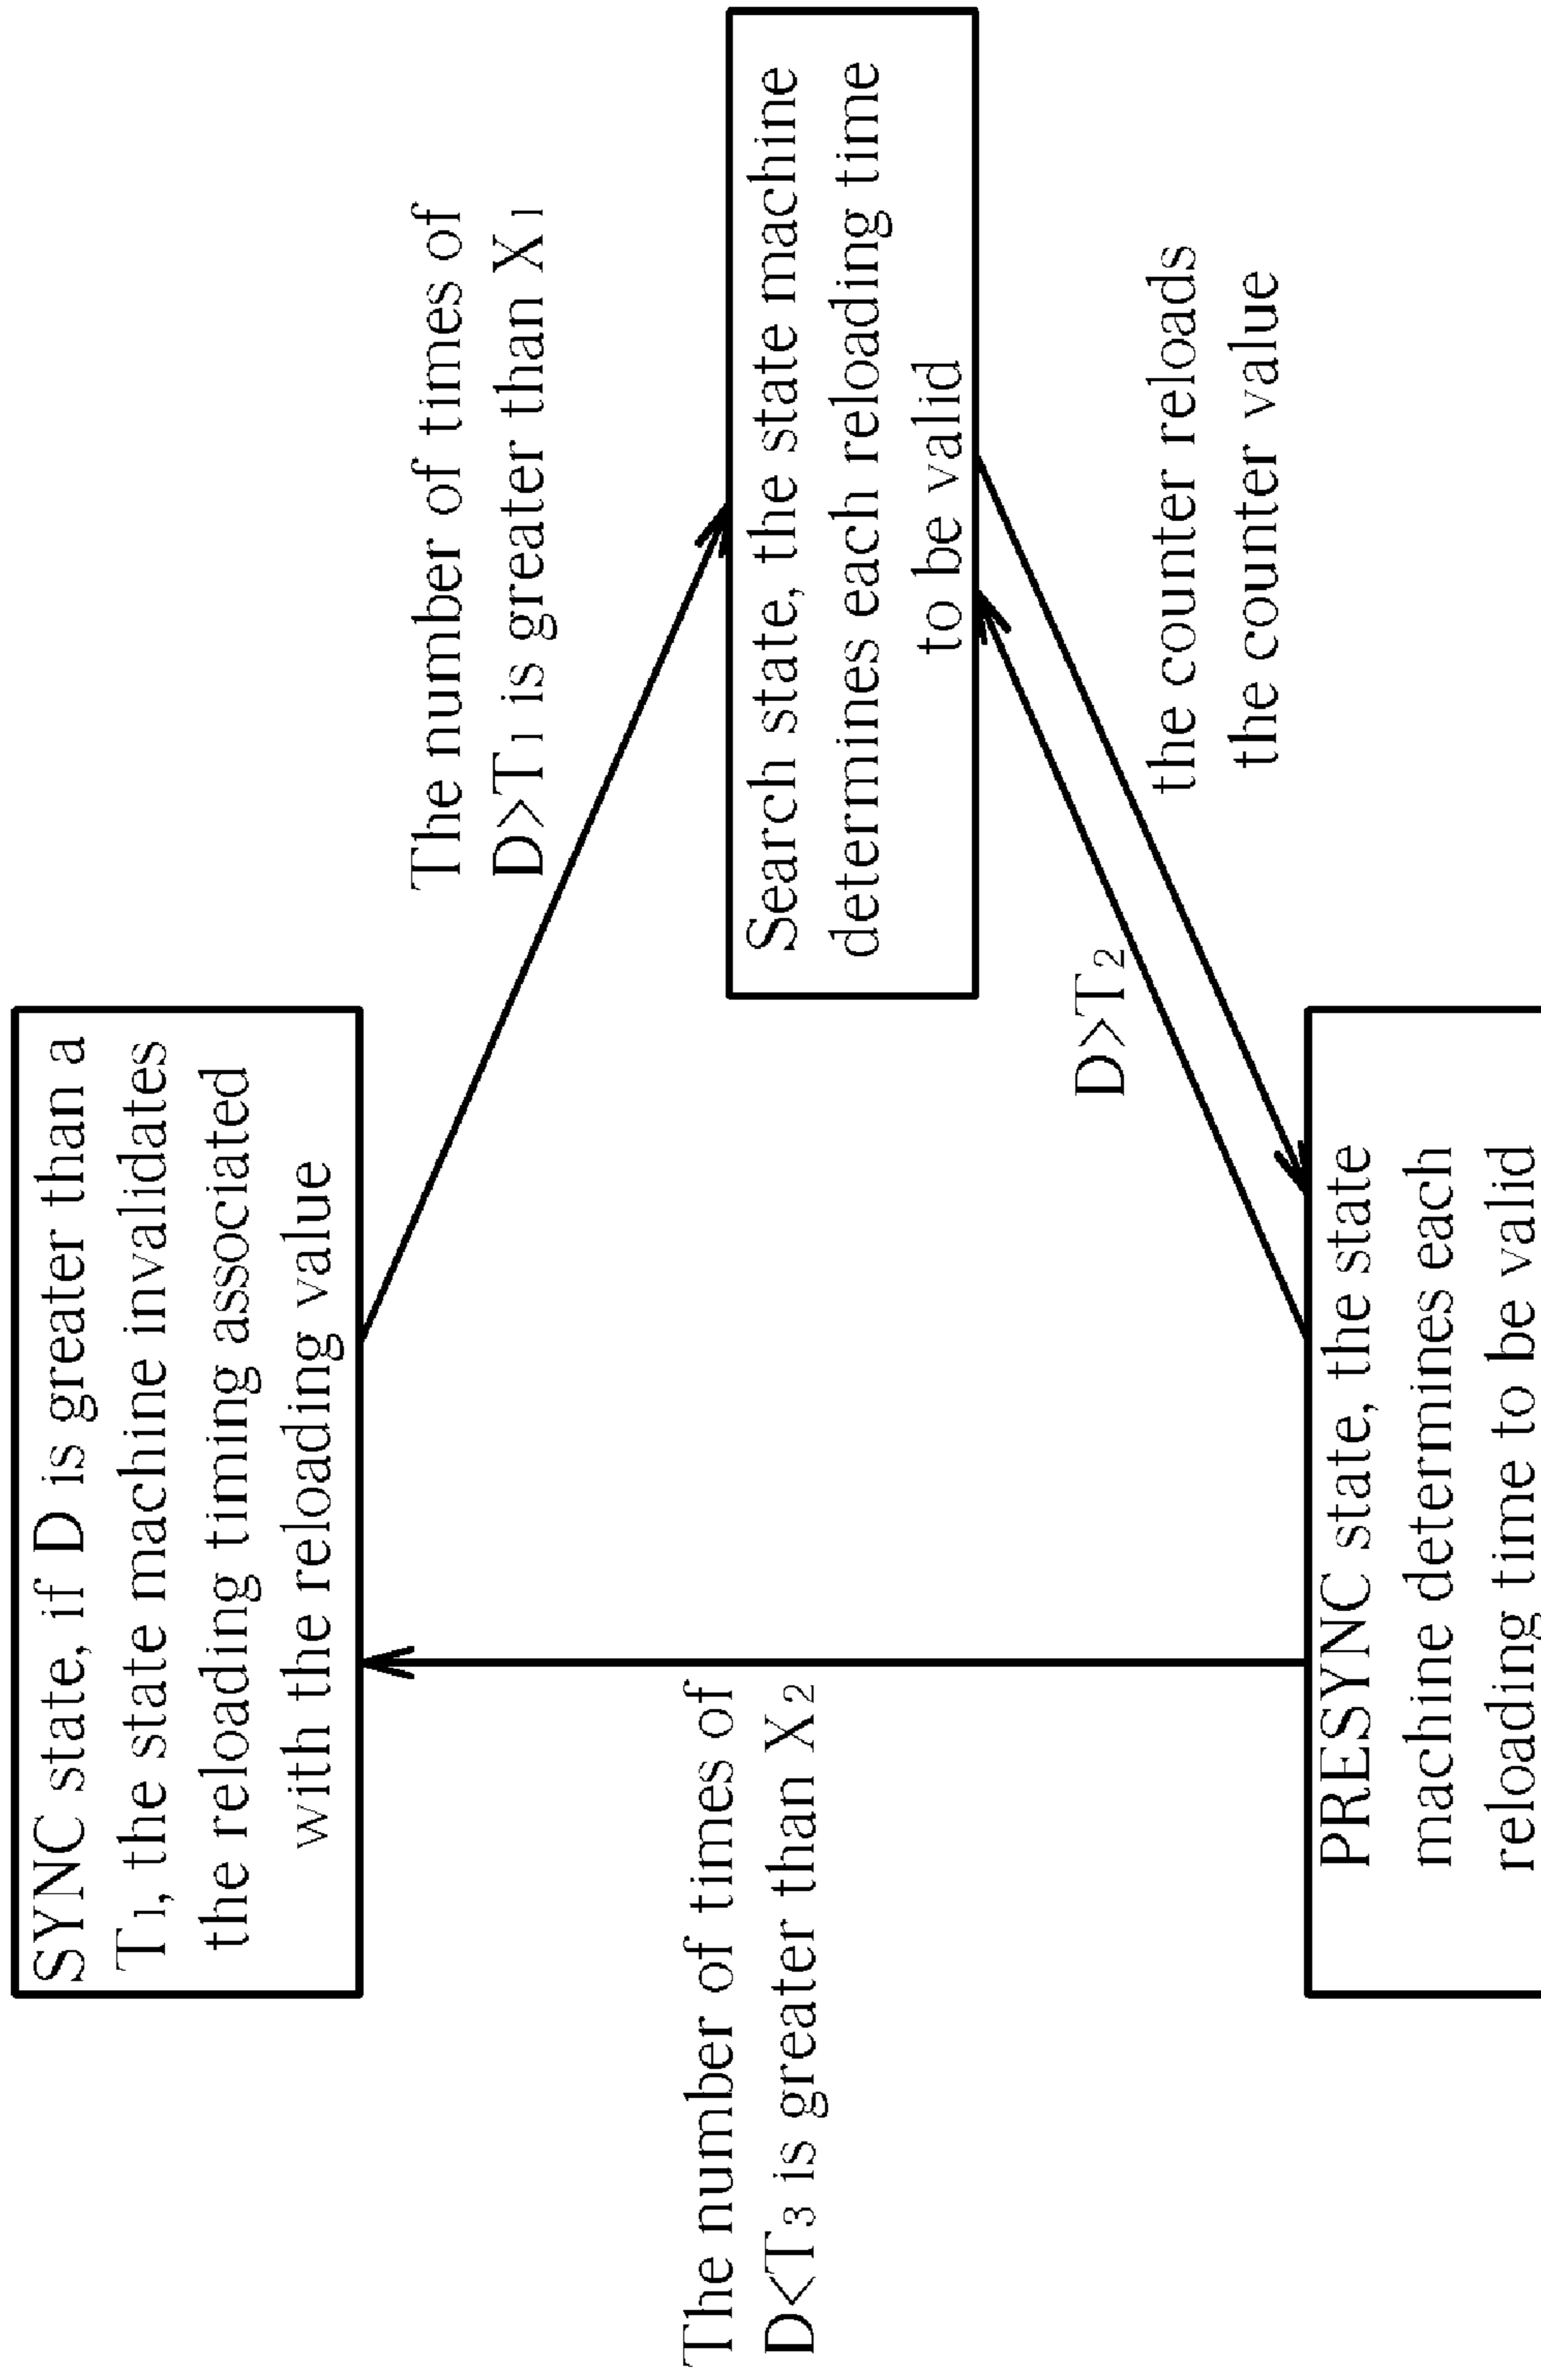 SYNC state, if D is greater than a
T1, the state machine invalidates
the reloading timing associated
with the reloading value
The number of times of
D>T1 is greater than X1
The number of times of
D<T3 is greater than X2
Search state, the state machine
determines each reloading time
to be valid
D>T2
the counter reloads
the counter value
PRESYNC state, the state
machine determines each
reloading time to be valid